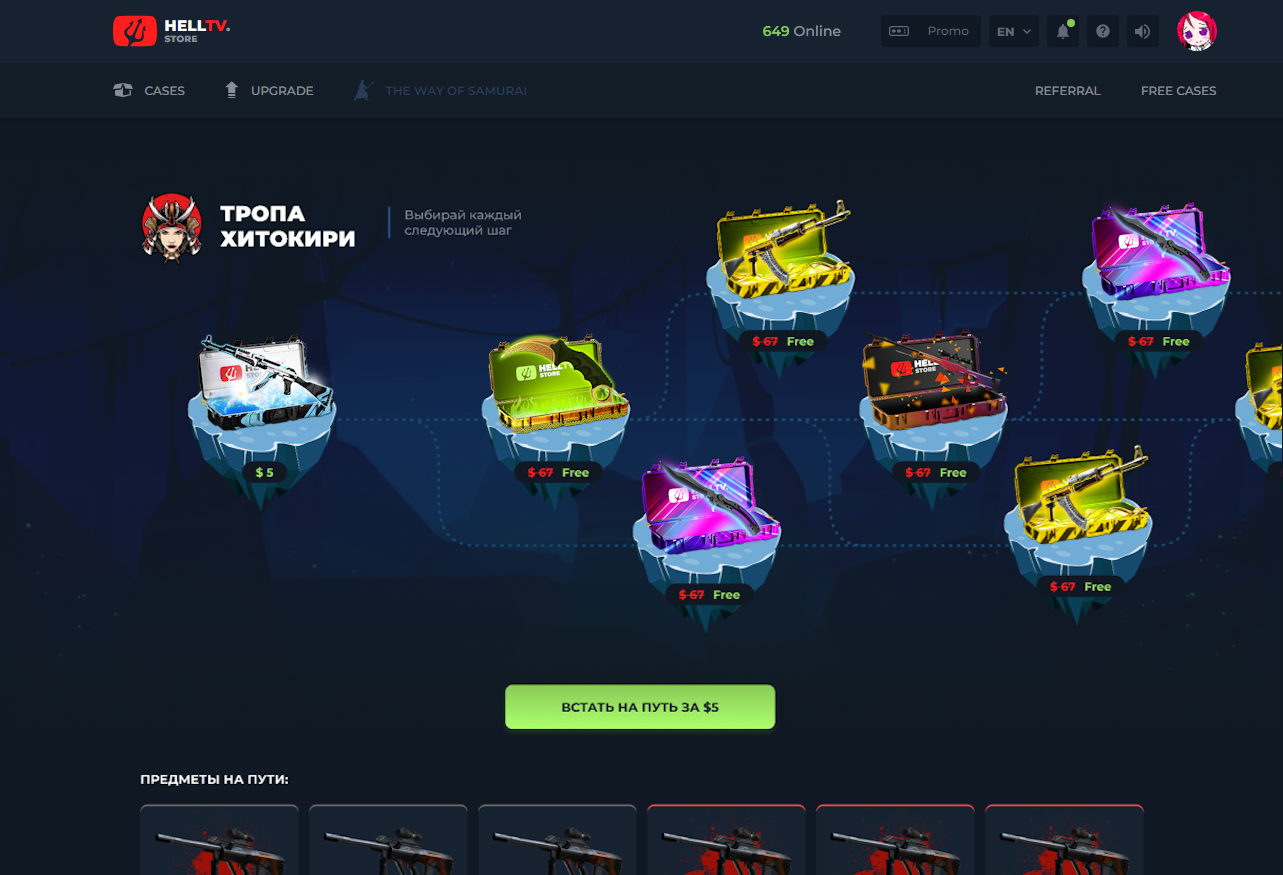 HELLTV.
STORE
649 Online
Promo
EN
CASES
UPGRADE
THE WAY OF SAMURAI
REFERRAL
FREE CASES
ТРОПА
ХИТОКИРИ
Выбирай каждый
следующий шаг
$ 67 Free
$ 67 Free
HELL
STORE
$ 5
$ 67 Free
$ 67 Free
$ 67 Free
$ 67 Free
ВСТАТЬ НА ПУТЬ ЗА $5
ПРЕДМЕТЫ НА ПУТИ: